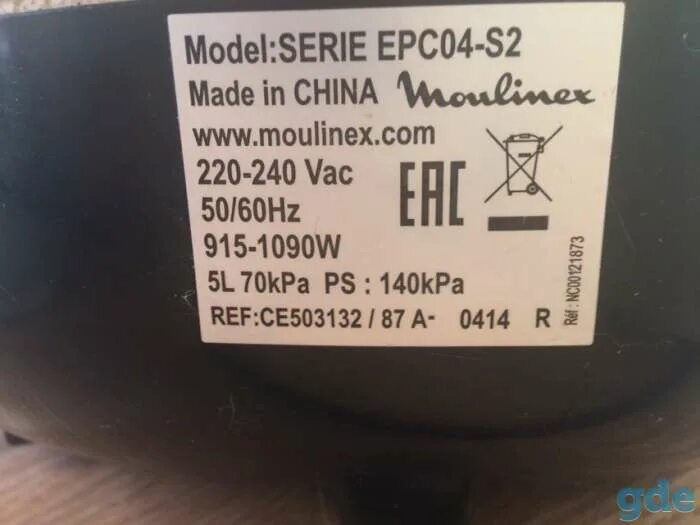 Model:SERIE EPC04-S2
Made in CHINA Moulinex
www.moulinex.com
220-240 Vac
50/60Hz
EAC
915-1090W
5L 70kPa PS : 140kPa
REF:CE503132 / 87 A- 0414 R
Réf : NC00121873
gde